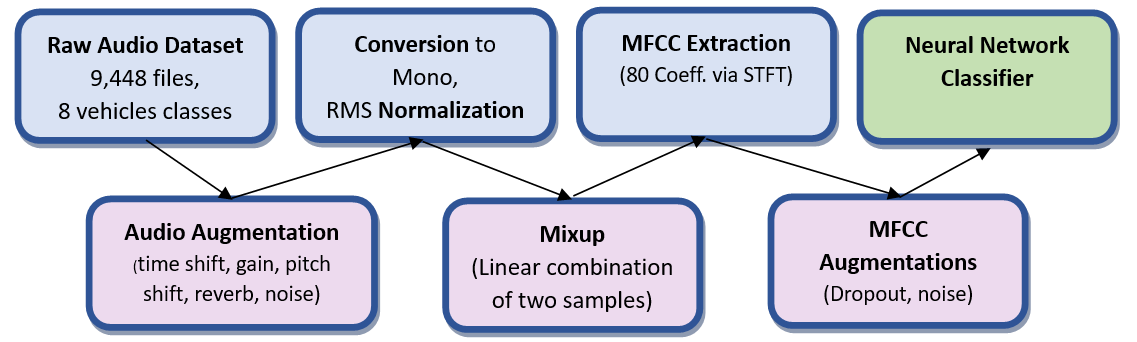 Raw Audio Dataset
9,448 files,
8 vehicles classes
Conversion to
Mono,
RMS Normalization
MFCC Extraction
(80 Coeff. via STFT)
Neural Network
Classifier
Audio Augmentation
(time shift, gain, pitch
shift, reverb, noise)
Mixup
(Linear combination
of two samples)
MFCC
Augmentations
(Dropout, noise)